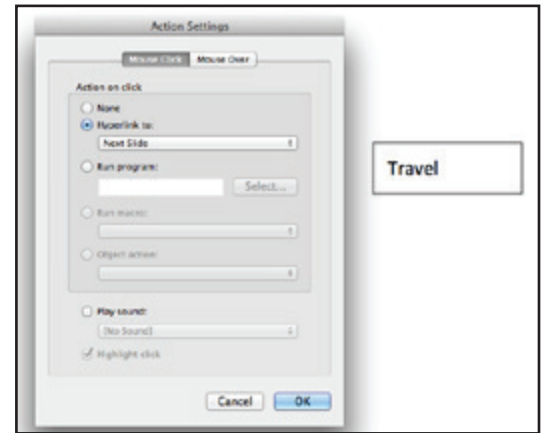 Action Settings
Mouse Click Mouse Over
Action on click
None
Hyperlink to:
Next Slide
Run program:
Select...
Run macro:
Object action:
Play sound:
[No Sound]
Highlight click
Cancel OK
Travel